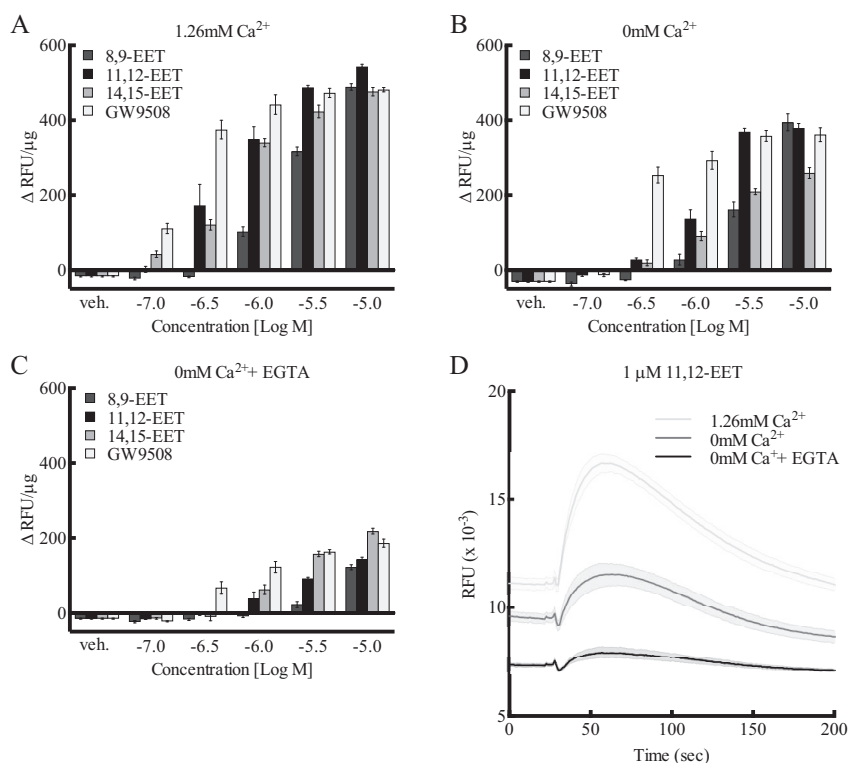 A
1.26mM Ca²⁺
600
400
200
0
Δ RFU/µg
8,9-EET
11,12-EET
14,15-EET
GW9508
veh. -7.0 -6.5 -6.0 -5.5 -5.0
Concentration [Log M]
B
0mM Ca²⁺
600
400
200
0
Δ RFU/µg
8,9-EET
11,12-EET
14,15-EET
GW9508
veh. -7.0 -6.5 -6.0 -5.5 -5.0
Concentration [Log M]
C
0mM Ca²⁺+ EGTA
600
400
200
0
Δ RFU/µg
8,9-EET
11,12-EET
14,15-EET
GW9508
veh. -7.0 -6.5 -6.0 -5.5 -5.0
Concentration [Log M]
D
1 µM 11,12-EET
20
15
10
5
RFU (x 10⁻³)
1.26mM Ca²⁺
0mM Ca²⁺
0mM Ca⁺+ EGTA
0 50 100 150 200
Time (sec)